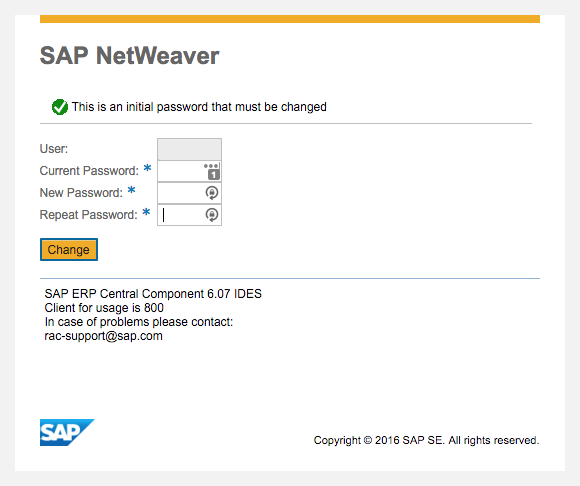 SAP NetWeaver
This is an initial password that must be changed
User:
Current Password: *
1
New Password: *
Repeat Password: *
Change
SAP ERP Central Component 6.07 IDES
Client for usage is 800
In case of problems please contact:
rac-support@sap.com
SAP
Copyright © 2016 SAP SE. All rights reserved.